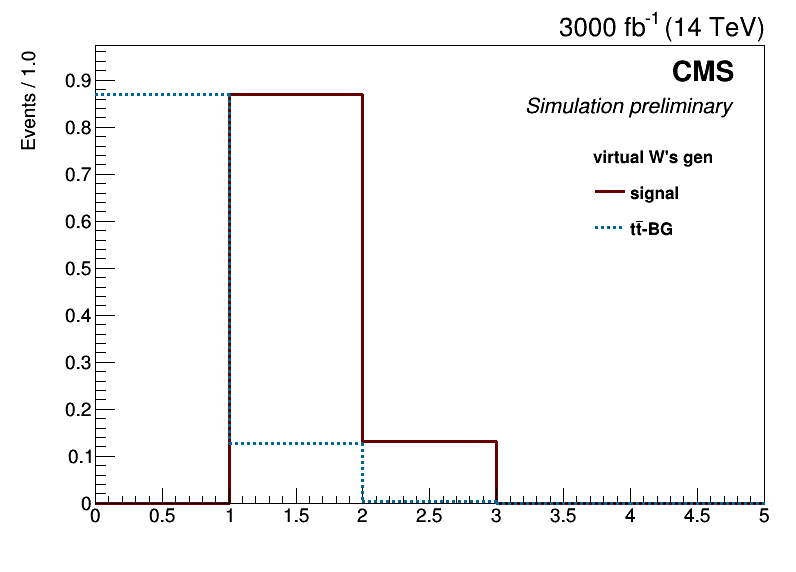 3000 fb⁻¹ (14 TeV)
Events / 1.0
CMS
Simulation preliminary
virtual W's gen
signal
tt̄-BG
0.9
0.8
0.7
0.6
0.5
0.4
0.3
0.2
0.1
0
0 0.5 1 1.5 2 2.5 3 3.5 4 4.5 5